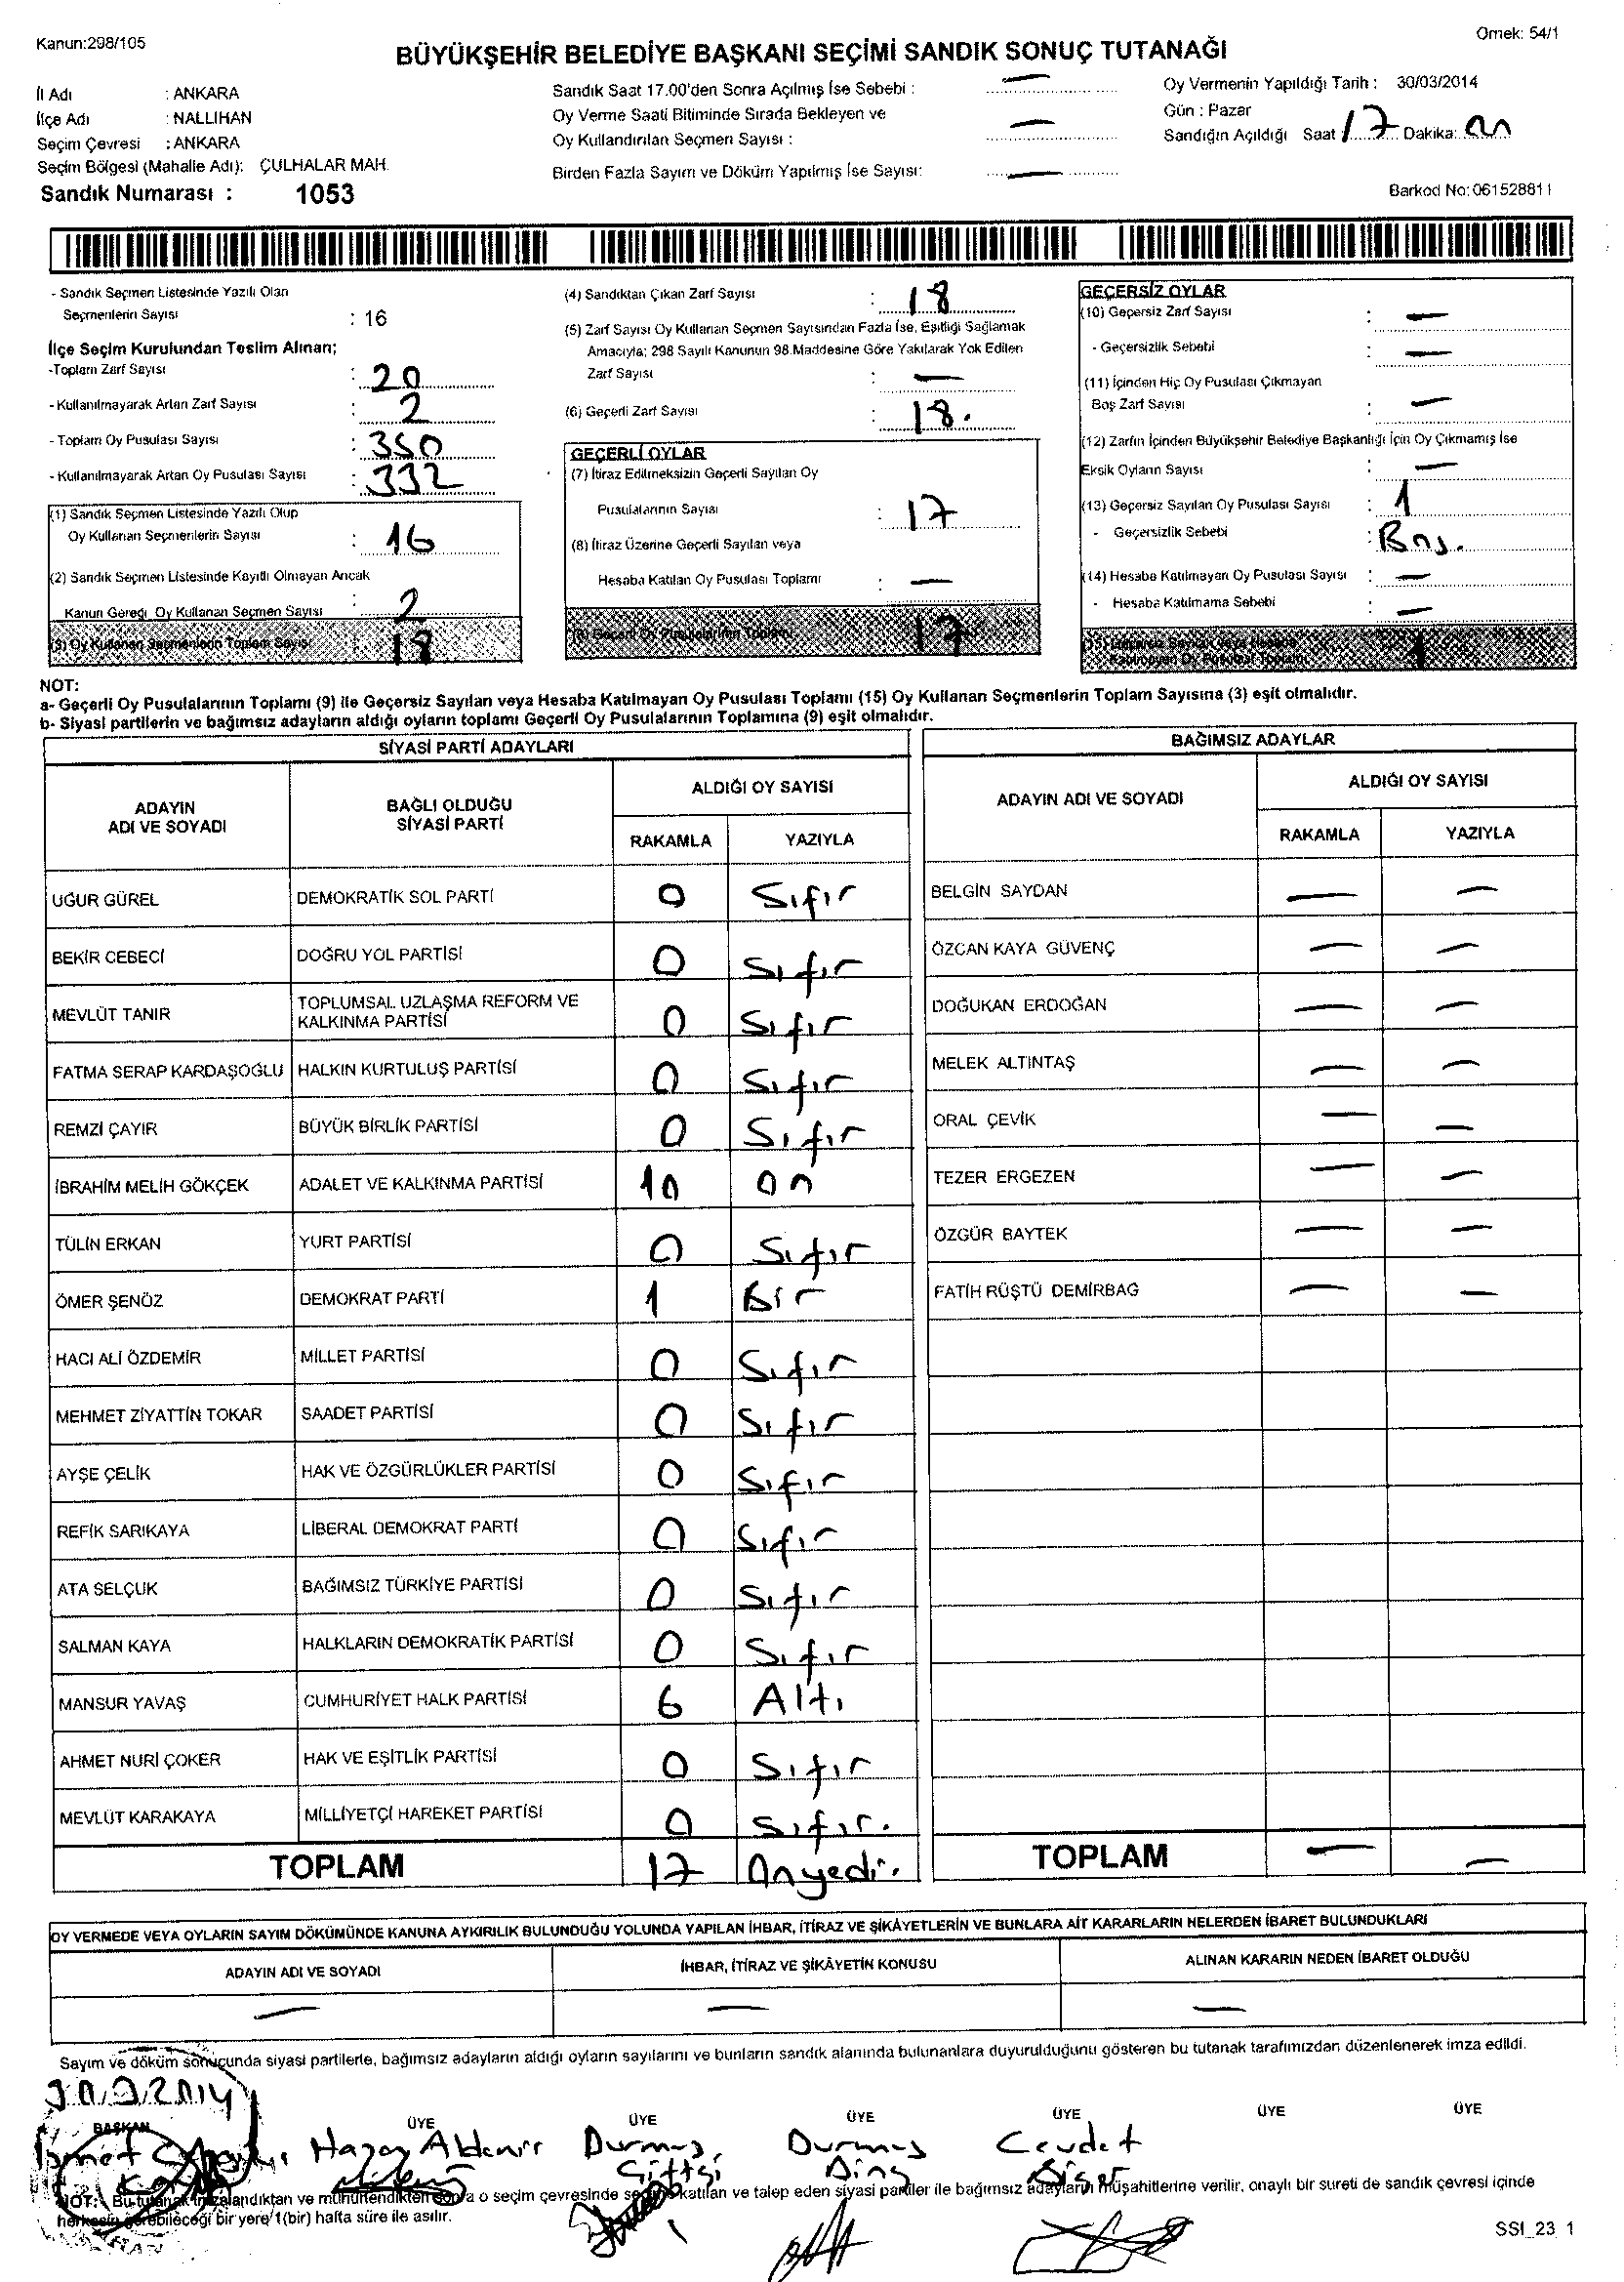 Kanun:298/105
Örnek: 54/1
BÜYÜKŞEHİR BELEDİYE BAŞKANI SEÇİMİ SANDIK SONUÇ TUTANAĞI
İl Adı : ANKARA
İlçe Adı : NALLIHAN
Seçim Çevresi : ANKARA
Seçim Bölgesi (Mahalle Adı): ÇULHALAR MAH.
Sandık Numarası : 1053
Sandık Saat 17.00'den Sonra Açılmış İse Sebebi : —
Oy Verme Saati Bitiminde Sırada Bekleyen ve
Oy Kullandırılan Seçmen Sayısı : —
Birden Fazla Sayım ve Döküm Yapılmış İse Sayısı: —
Oy Vermenin Yapıldığı Tarih : 30/03/2014
Gün : Pazar
Sandığın Açıldığı Saat 17 Dakika:
Barkod No:061528811
- Sandık Seçmen Listesinde Yazılı Olan
Seçmenlerin Sayısı : 16
İlçe Seçim Kurulundan Teslim Alınan;
-Toplam Zarf Sayısı : 20
- Kullanılmayarak Artan Zarf Sayısı : 2
- Toplam Oy Pusulası Sayısı : 350
- Kullanılmayarak Artan Oy Pusulası Sayısı : 332
(1) Sandık Seçmen Listesinde Yazılı Olup
Oy Kullanan Seçmenlerin Sayısı : 16
(2) Sandık Seçmen Listesinde Kayıtlı Olmayan Ancak
Kanun Gereği Oy Kullanan Seçmen Sayısı : 2
(3) Oy Kullanan Seçmenlerin Toplam Sayısı : 18
(4) Sandıktan Çıkan Zarf Sayısı : 18
(5) Zarf Sayısı Oy Kullanan Seçmen Sayısından Fazla İse, Eşitliği Sağlamak
Amacıyla; 298 Sayılı Kanunun 98.Maddesine Göre Yakılarak Yok Edilen
Zarf Sayısı : —
(6) Geçerli Zarf Sayısı : 18.
GEÇERLİ OYLAR
(7) İtiraz Edilmeksizin Geçerli Sayılan Oy
Pusulalarının Sayısı : 17
(8) İtiraz Üzerine Geçerli Sayılan veya
Hesaba Katılan Oy Pusulası Toplamı : —
(9) Geçerli Oy Pusulalarının Toplamı 17
GEÇERSİZ OYLAR
(10) Geçersiz Zarf Sayısı : —
- Geçersizlik Sebebi : —
(11) İçinden Hiç Oy Pusulası Çıkmayan
Boş Zarf Sayısı : —
(12) Zarfın İçinden Büyükşehir Belediye Başkanlığı İçin Oy Çıkmamış İse
Eksik Oyların Sayısı : —
(13) Geçersiz Sayılan Oy Pusulası Sayısı : 1
- Geçersizlik Sebebi : Boş.
(14) Hesaba Katılmayan Oy Pusulası Sayısı : —
- Hesaba Katılmama Sebebi : —
(15) Geçersiz Sayılan veya Hesaba
Katılmayan Oy Pusulası Toplamı 1
NOT:
a- Geçerli Oy Pusulalarının Toplamı (9) ile Geçersiz Sayılan veya Hesaba Katılmayan Oy Pusulası Toplamı (15) Oy Kullanan Seçmenlerin Toplam Sayısına (3) eşit olmalıdır.
b- Siyasi partilerin ve bağımsız adayların aldığı oyların toplamı Geçerli Oy Pusulalarının Toplamına (9) eşit olmalıdır.
SİYASİ PARTİ ADAYLARI
ADAYIN ADI VE SOYADI
BAĞLI OLDUĞU SİYASİ PARTİ
ALDIĞI OY SAYISI
RAKAMLA YAZIYLA
UĞUR GÜREL DEMOKRATİK SOL PARTİ 0 Sıfır
BEKİR CEBECİ DOĞRU YOL PARTİSİ 0 Sıfır
MEVLÜT TANIR TOPLUMSAL UZLAŞMA REFORM VE KALKINMA PARTİSİ 0 Sıfır
FATMA SERAP KARDAŞOĞLU HALKIN KURTULUŞ PARTİSİ 0 Sıfır
REMZİ ÇAYIR BÜYÜK BİRLİK PARTİSİ 0 Sıfır
İBRAHİM MELİH GÖKÇEK ADALET VE KALKINMA PARTİSİ 10 on
TÜLİN ERKAN YURT PARTİSİ 0 Sıfır
ÖMER ŞENÖZ DEMOKRAT PARTİ 1 Bir
HACI ALİ ÖZDEMİR MİLLET PARTİSİ 0 Sıfır
MEHMET ZİYATTİN TOKAR SAADET PARTİSİ 0 Sıfır
AYŞE ÇELİK HAK VE ÖZGÜRLÜKLER PARTİSİ 0 Sıfır
REFİK SARIKAYA LİBERAL DEMOKRAT PARTİ 0 Sıfır
ATA SELÇUK BAĞIMSIZ TÜRKİYE PARTİSİ 0 Sıfır
SALMAN KAYA HALKLARIN DEMOKRATİK PARTİSİ 0 Sıfır
MANSUR YAVAŞ CUMHURİYET HALK PARTİSİ 6 Altı
AHMET NURİ ÇOKER HAK VE EŞİTLİK PARTİSİ 0 Sıfır
MEVLÜT KARAKAYA MİLLİYETÇİ HAREKET PARTİSİ 0 Sıfır.
TOPLAM 17 Onyedi.
BAĞIMSIZ ADAYLAR
ADAYIN ADI VE SOYADI
ALDIĞI OY SAYISI
RAKAMLA YAZIYLA
BELGİN SAYDAN — —
ÖZCAN KAYA GÜVENÇ — —
DOĞUKAN ERDOĞAN — —
MELEK ALTINTAŞ — —
ORAL ÇEVİK — —
TEZER ERGEZEN — —
ÖZGÜR BAYTEK — —
FATİH RÜŞTÜ DEMİRBAĞ — —
TOPLAM — —
OY VERMEDE VEYA OYLARIN SAYIM DÖKÜMÜNDE KANUNA AYKIRILIK BULUNDUĞU YOLUNDA YAPILAN İHBAR, İTİRAZ VE ŞİKÂYETLERİN VE BUNLARA AİT KARARLARIN NELERDEN İBARET BULUNDUKLARI
ADAYIN ADI VE SOYADI İHBAR, İTİRAZ VE ŞİKÂYETİN KONUSU ALINAN KARARIN NEDEN İBARET OLDUĞU
— — —
Sayım ve döküm sonucunda siyasi partilerle, bağımsız adayların aldığı oyların sayılarını ve bunların sandık alanında bulunanlara duyurulduğunu gösteren bu tutanak tarafımızdan düzenlenerek imza edildi.
30.3.2014
BAŞKAN ÜYE ÜYE ÜYE ÜYE ÜYE ÜYE
Durmuş Durmuş Cevdet
Çiftçi Dinç
NOT: Bu tutanak imzalandıktan ve mühürlendikten sonra o seçim çevresinde seçime katılan ve talep eden siyasi partiler ile bağımsız adayların müşahitlerine verilir, onaylı bir sureti de sandık çevresi içinde
herkesin görebileceği bir yere 1(bir) hafta süre ile asılır.
SSI_23_1